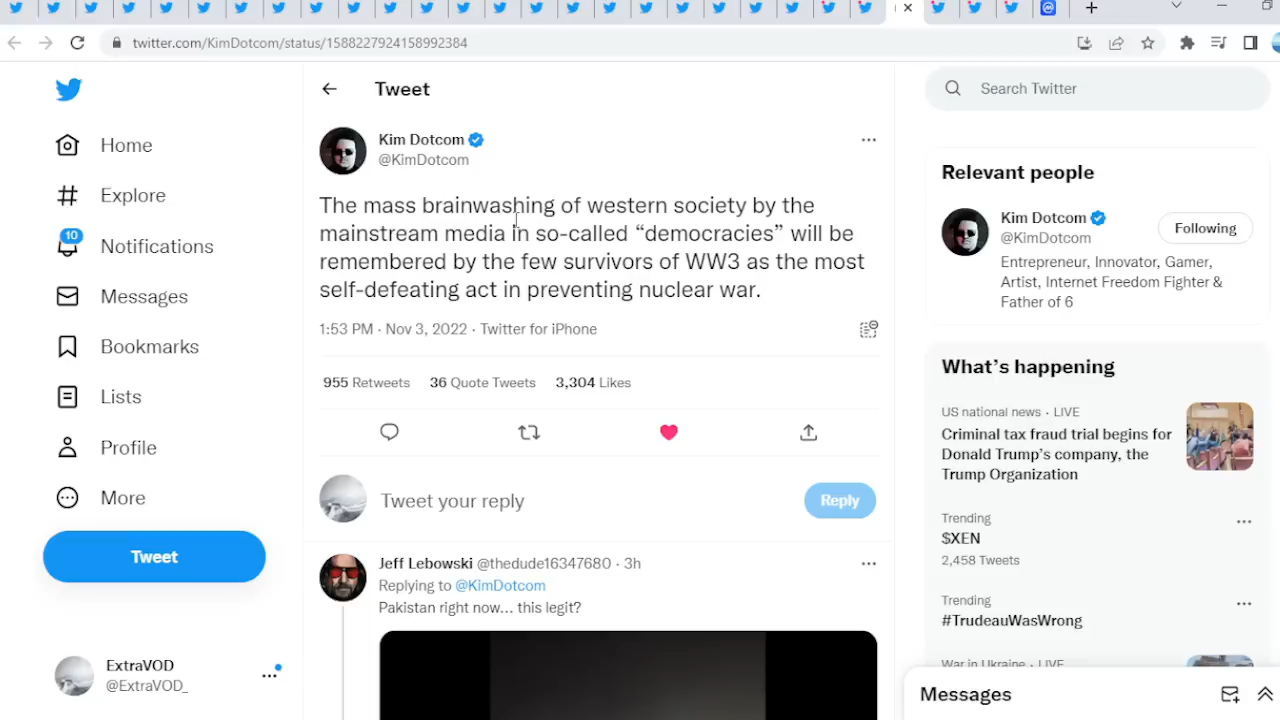 twitter.com/KimDotcom/status/1588227924158992384
Home
Explore
10
Notifications
Messages
Bookmarks
Lists
Profile
More
Tweet
ExtraVOD
@ExtraVOD_
Tweet
Kim Dotcom
@KimDotcom
The mass brainwashing of western society by the
mainstream media in so-called “democracies” will be
remembered by the few survivors of WW3 as the most
self-defeating act in preventing nuclear war.
1:53 PM · Nov 3, 2022 · Twitter for iPhone
955 Retweets 36 Quote Tweets 3,304 Likes
Tweet your reply
Reply
Jeff Lebowski @thedude16347680 · 3h
Replying to @KimDotcom
Pakistan right now... this legit?
Search Twitter
Relevant people
Kim Dotcom
@KimDotcom
Following
Entrepreneur, Innovator, Gamer,
Artist, Internet Freedom Fighter &
Father of 6
What’s happening
US national news · LIVE
Criminal tax fraud trial begins for
Donald Trump’s company, the
Trump Organization
Trending
$XEN
2,458 Tweets
Trending
#TrudeauWasWrong
War in Ukraine · LIVE
Messages